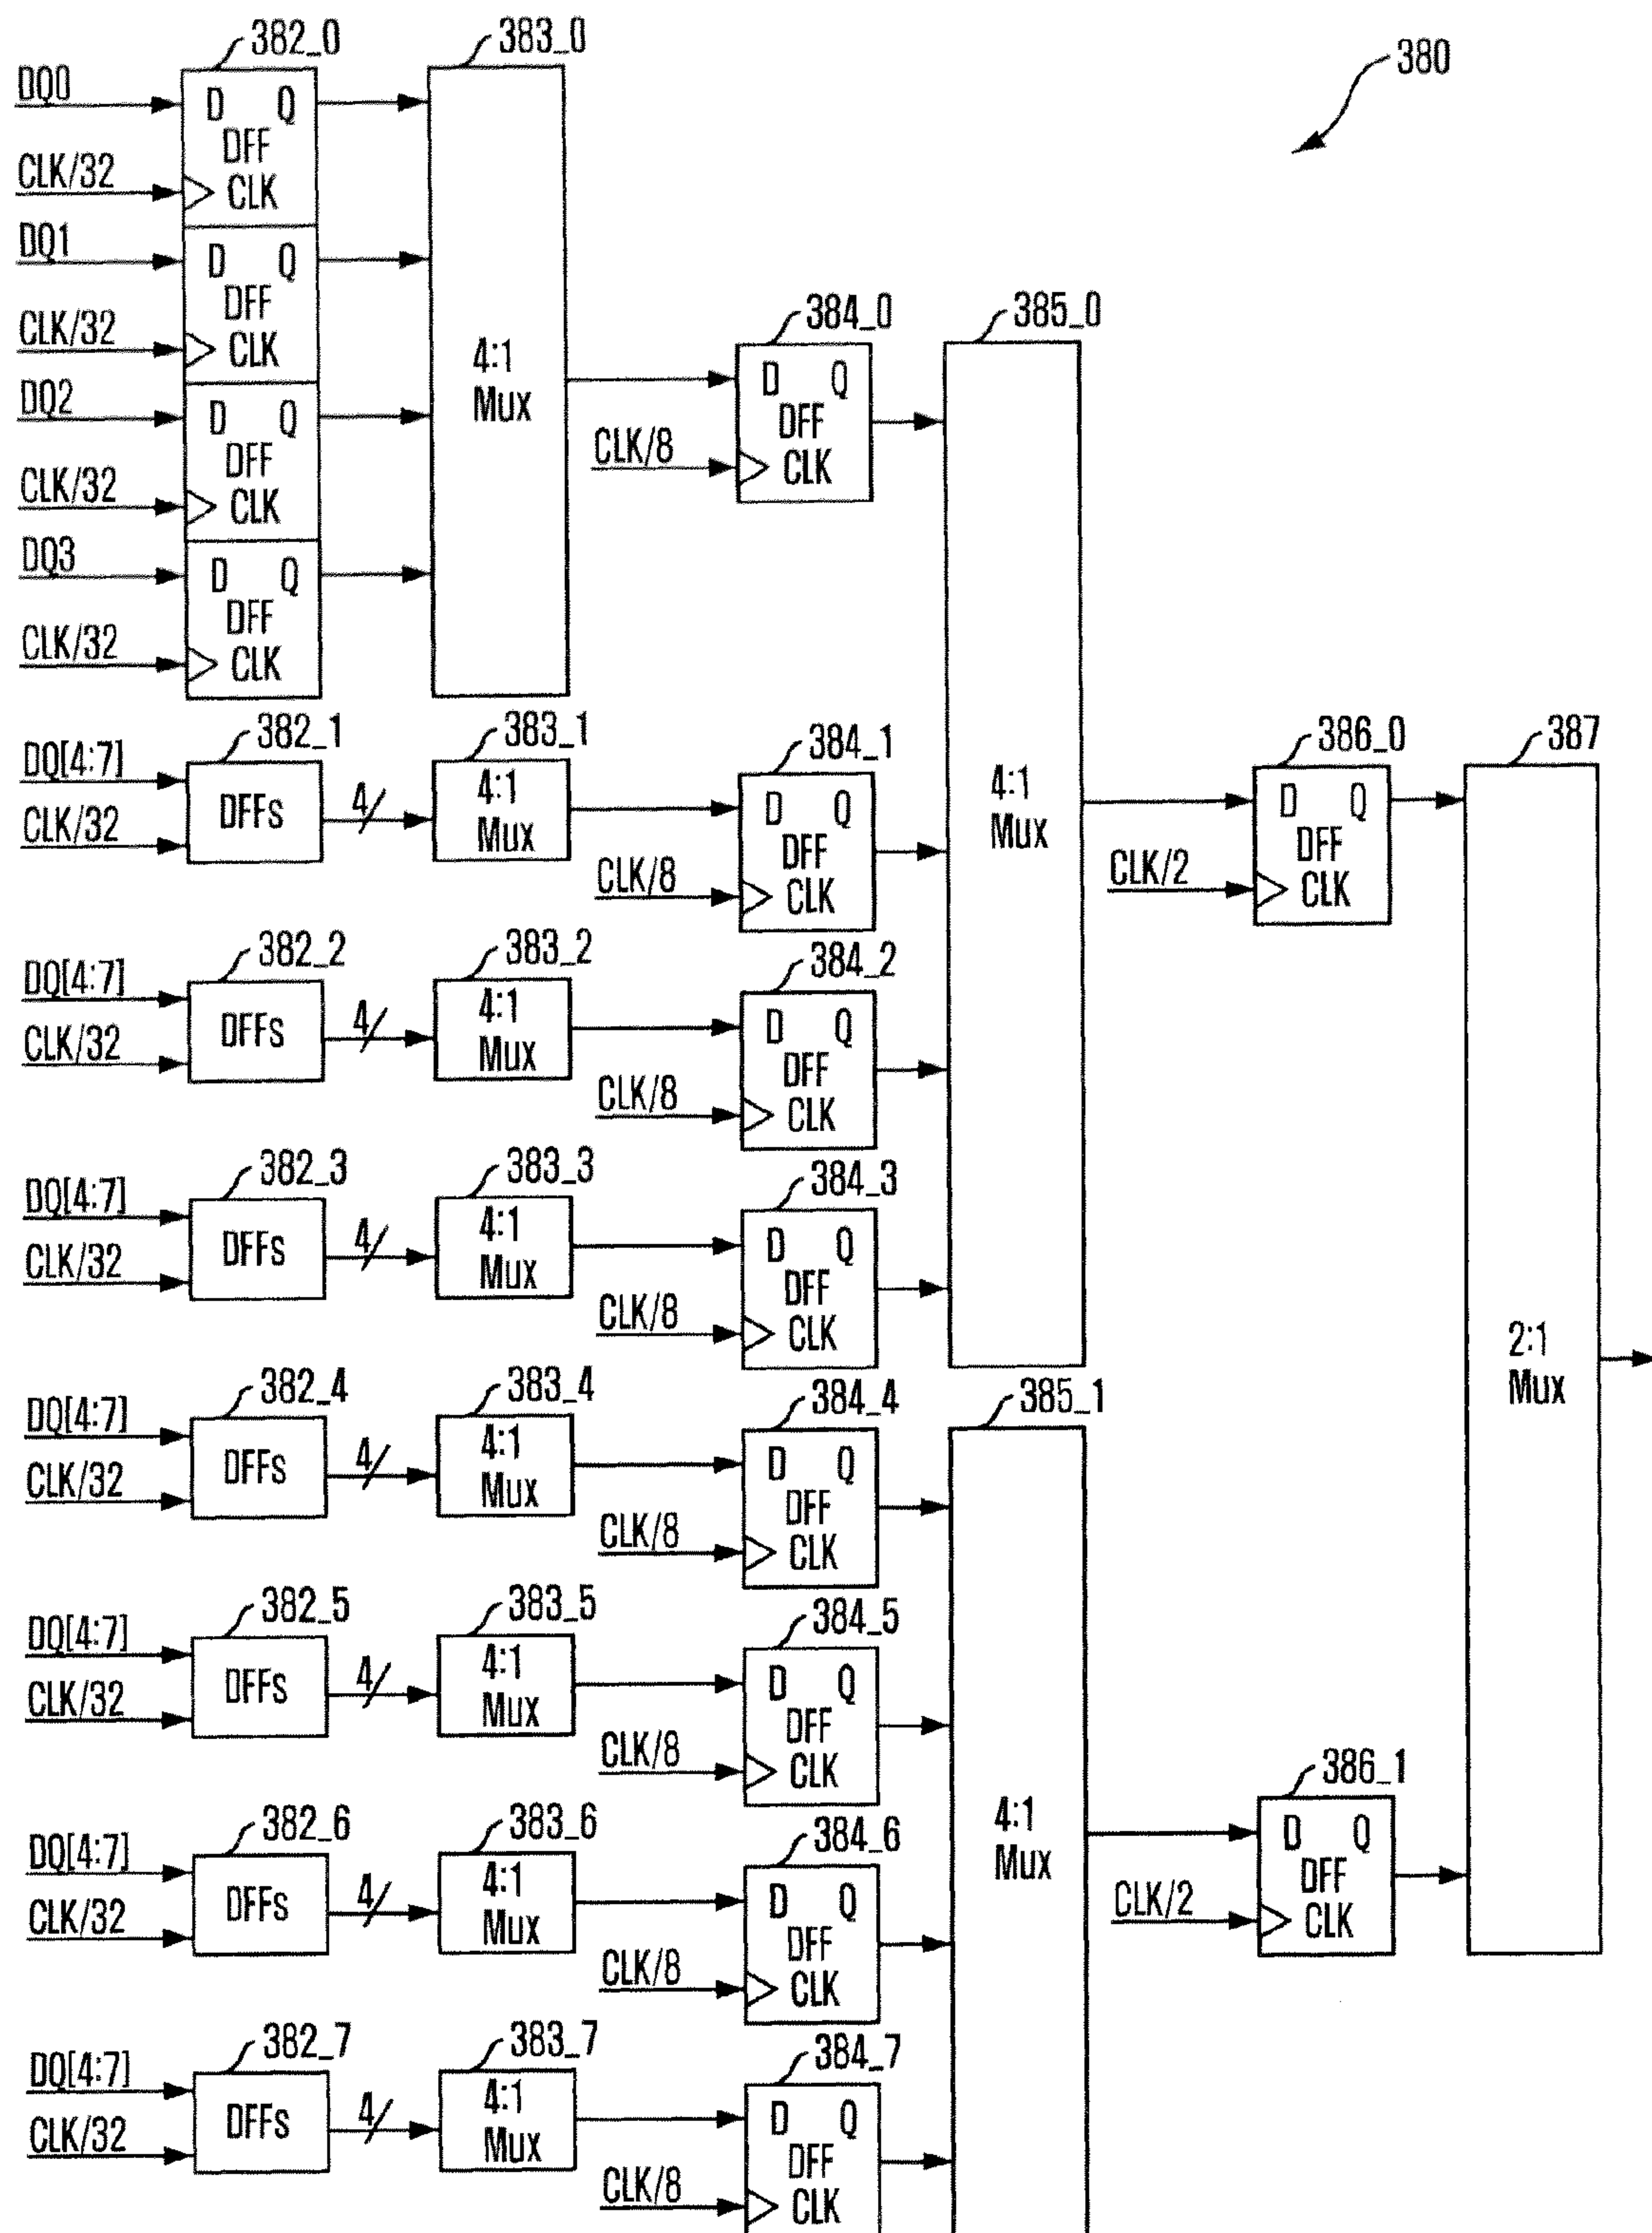 382_0
383_0
380
DQ0
D Q
DFF
CLK/32
CLK
DQ1
D Q
DFF
CLK/32
CLK
DQ2
D Q
DFF
CLK/32
CLK
DQ3
D Q
DFF
CLK/32
CLK
4:1
Mux
384_0
D Q
DFF
CLK/8
CLK
385_0
4:1
Mux
382_1
383_1
384_1
DQ[4:7]
CLK/32
DFFs
4
4:1
Mux
D Q
DFF
CLK/8
CLK
386_0
D Q
DFF
CLK/2
CLK
387
2:1
Mux
382_2
383_2
384_2
DQ[4:7]
CLK/32
DFFs
4
4:1
Mux
D Q
DFF
CLK/8
CLK
382_3
383_3
384_3
DQ[4:7]
CLK/32
DFFs
4
4:1
Mux
D Q
DFF
CLK/8
CLK
382_4
383_4
384_4
385_1
DQ[4:7]
CLK/32
DFFs
4
4:1
Mux
D Q
DFF
CLK/8
CLK
382_5
383_5
384_5
DQ[4:7]
CLK/32
DFFs
4
4:1
Mux
D Q
DFF
CLK/8
CLK
4:1
Mux
386_1
D Q
DFF
CLK/2
CLK
382_6
383_6
384_6
DQ[4:7]
CLK/32
DFFs
4
4:1
Mux
D Q
DFF
CLK/8
CLK
382_7
383_7
384_7
DQ[4:7]
CLK/32
DFFs
4
4:1
Mux
D Q
DFF
CLK/8
CLK